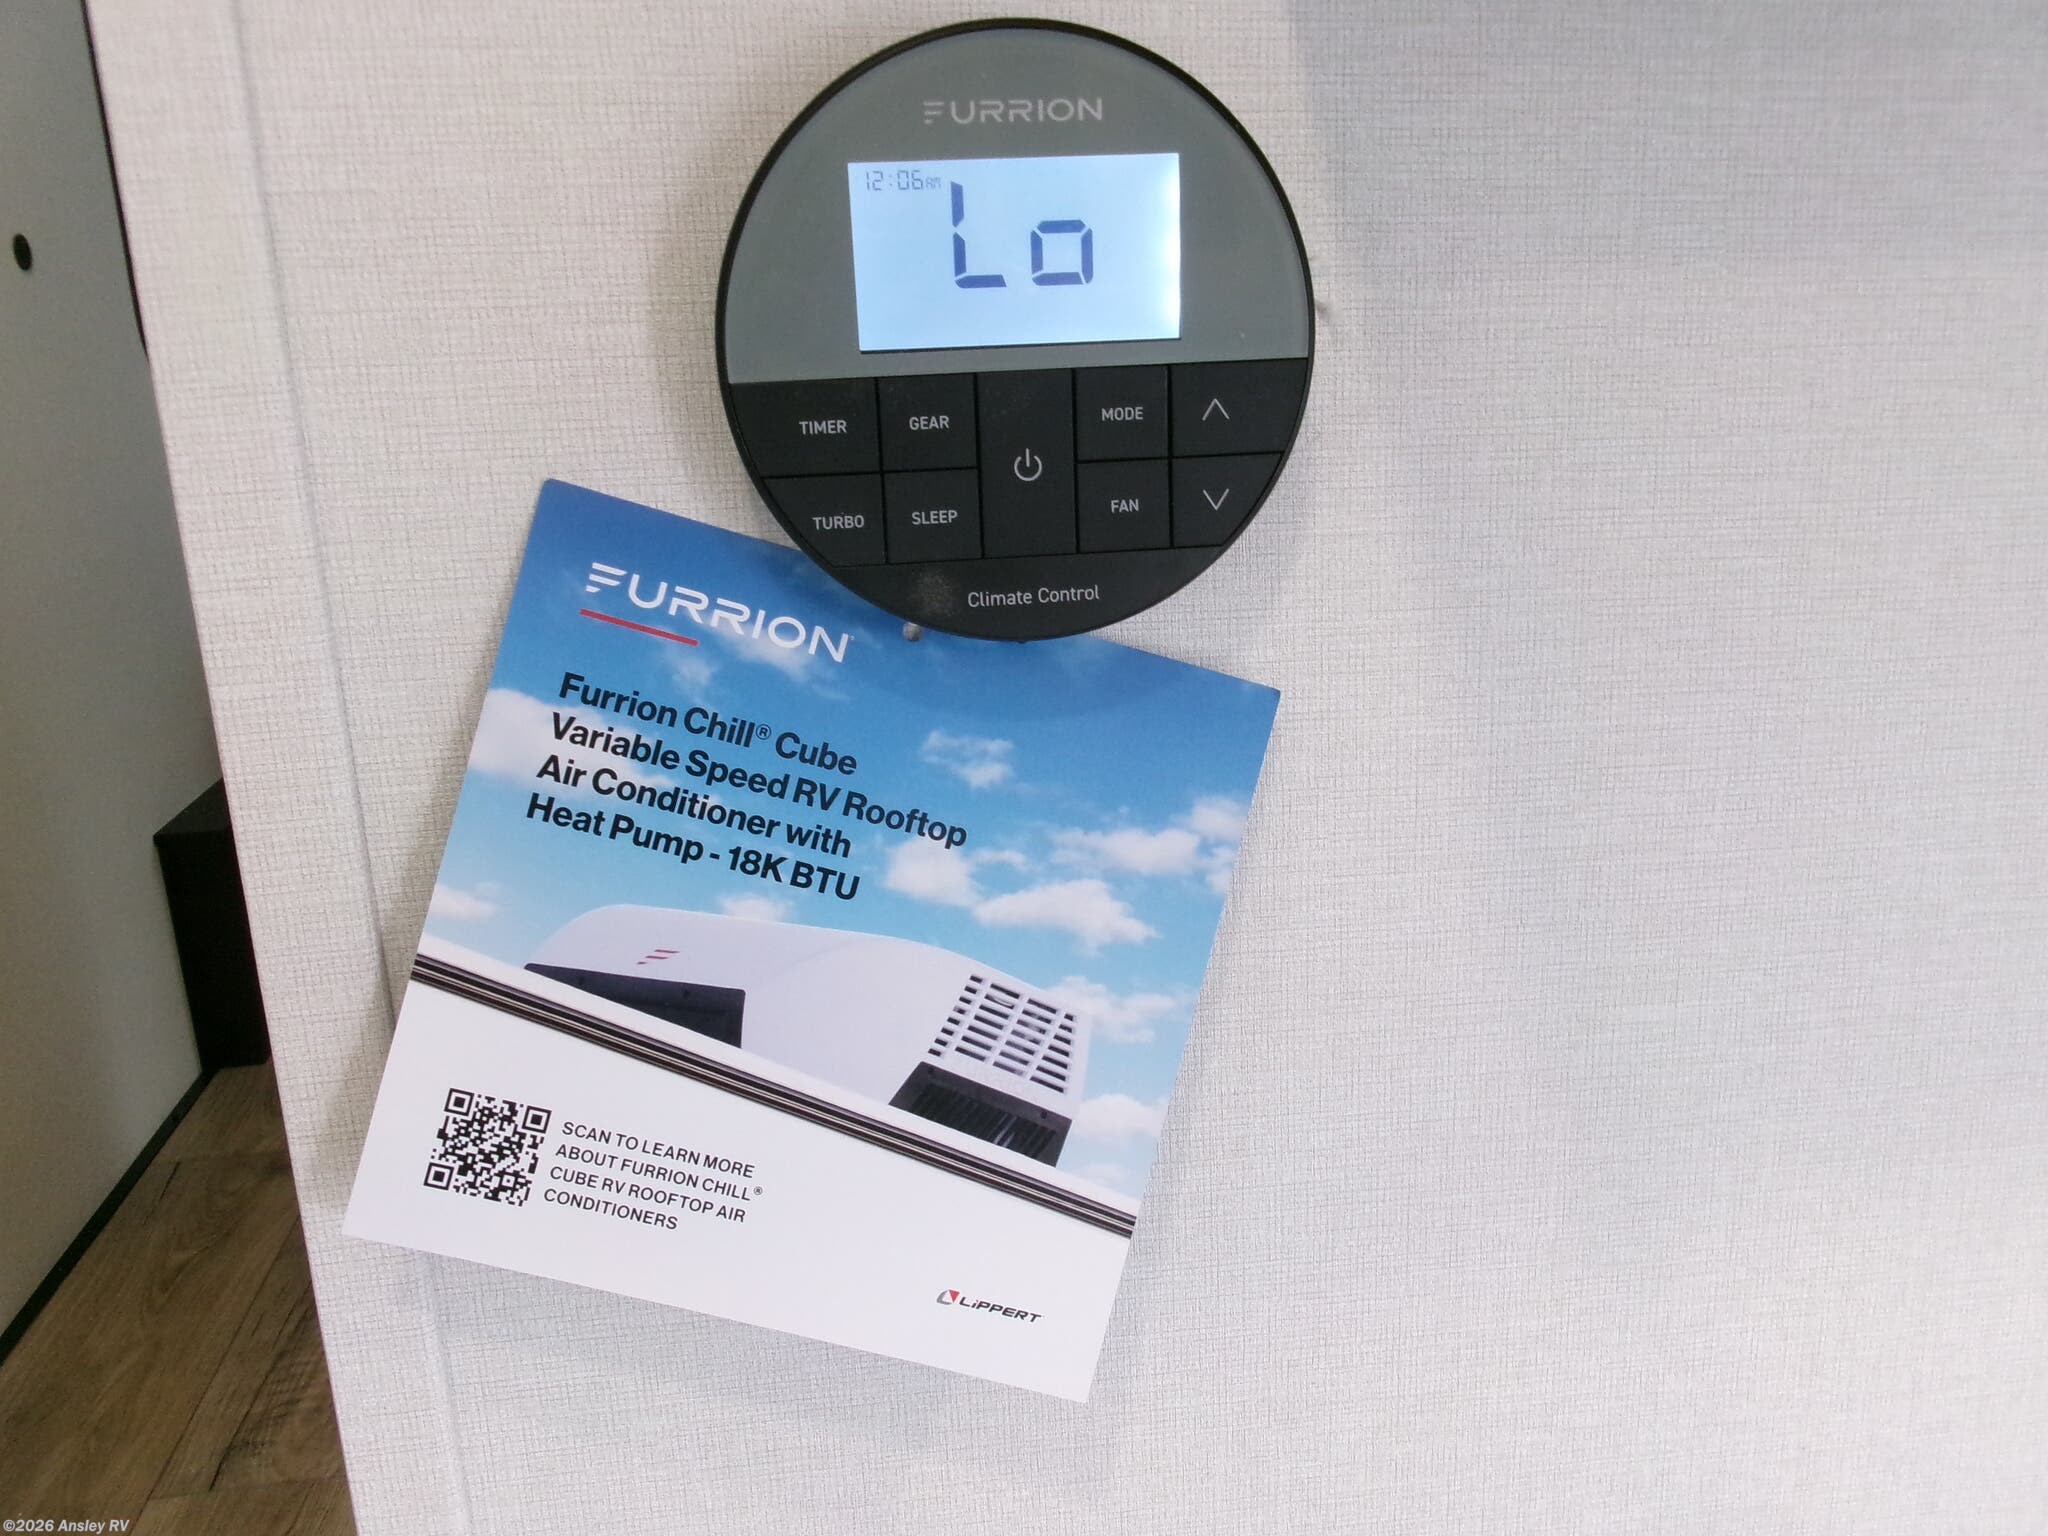 FURRION
12:06 AM
Lo
TIMER GEAR MODE
TURBO SLEEP FAN
Climate Control
FURRION
Furrion Chill® Cube
Variable Speed RV Rooftop
Air Conditioner with
Heat Pump - 18K BTU
SCAN TO LEARN MORE
ABOUT FURRION CHILL®
CUBE RV ROOFTOP AIR
CONDITIONERS
LiPPERT
©2026 Ansley RV